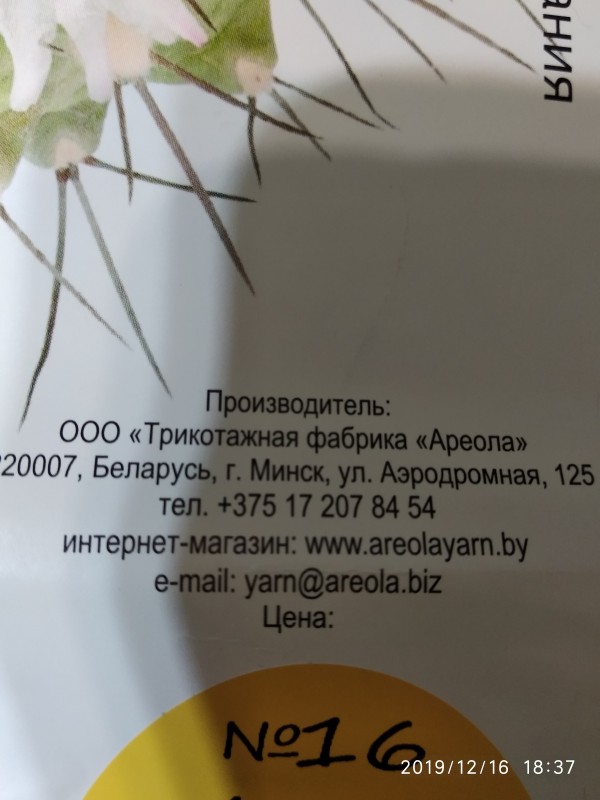 Производитель:
ООО «Трикотажная фабрика «Ареола»
220007, Беларусь, г. Минск, ул. Аэродромная, 125
тел. +375 17 207 84 54
интернет-магазин: www.areolayarn.by
e-mail: yarn@areola.biz
Цена:
№16
2019/12/16 18:37